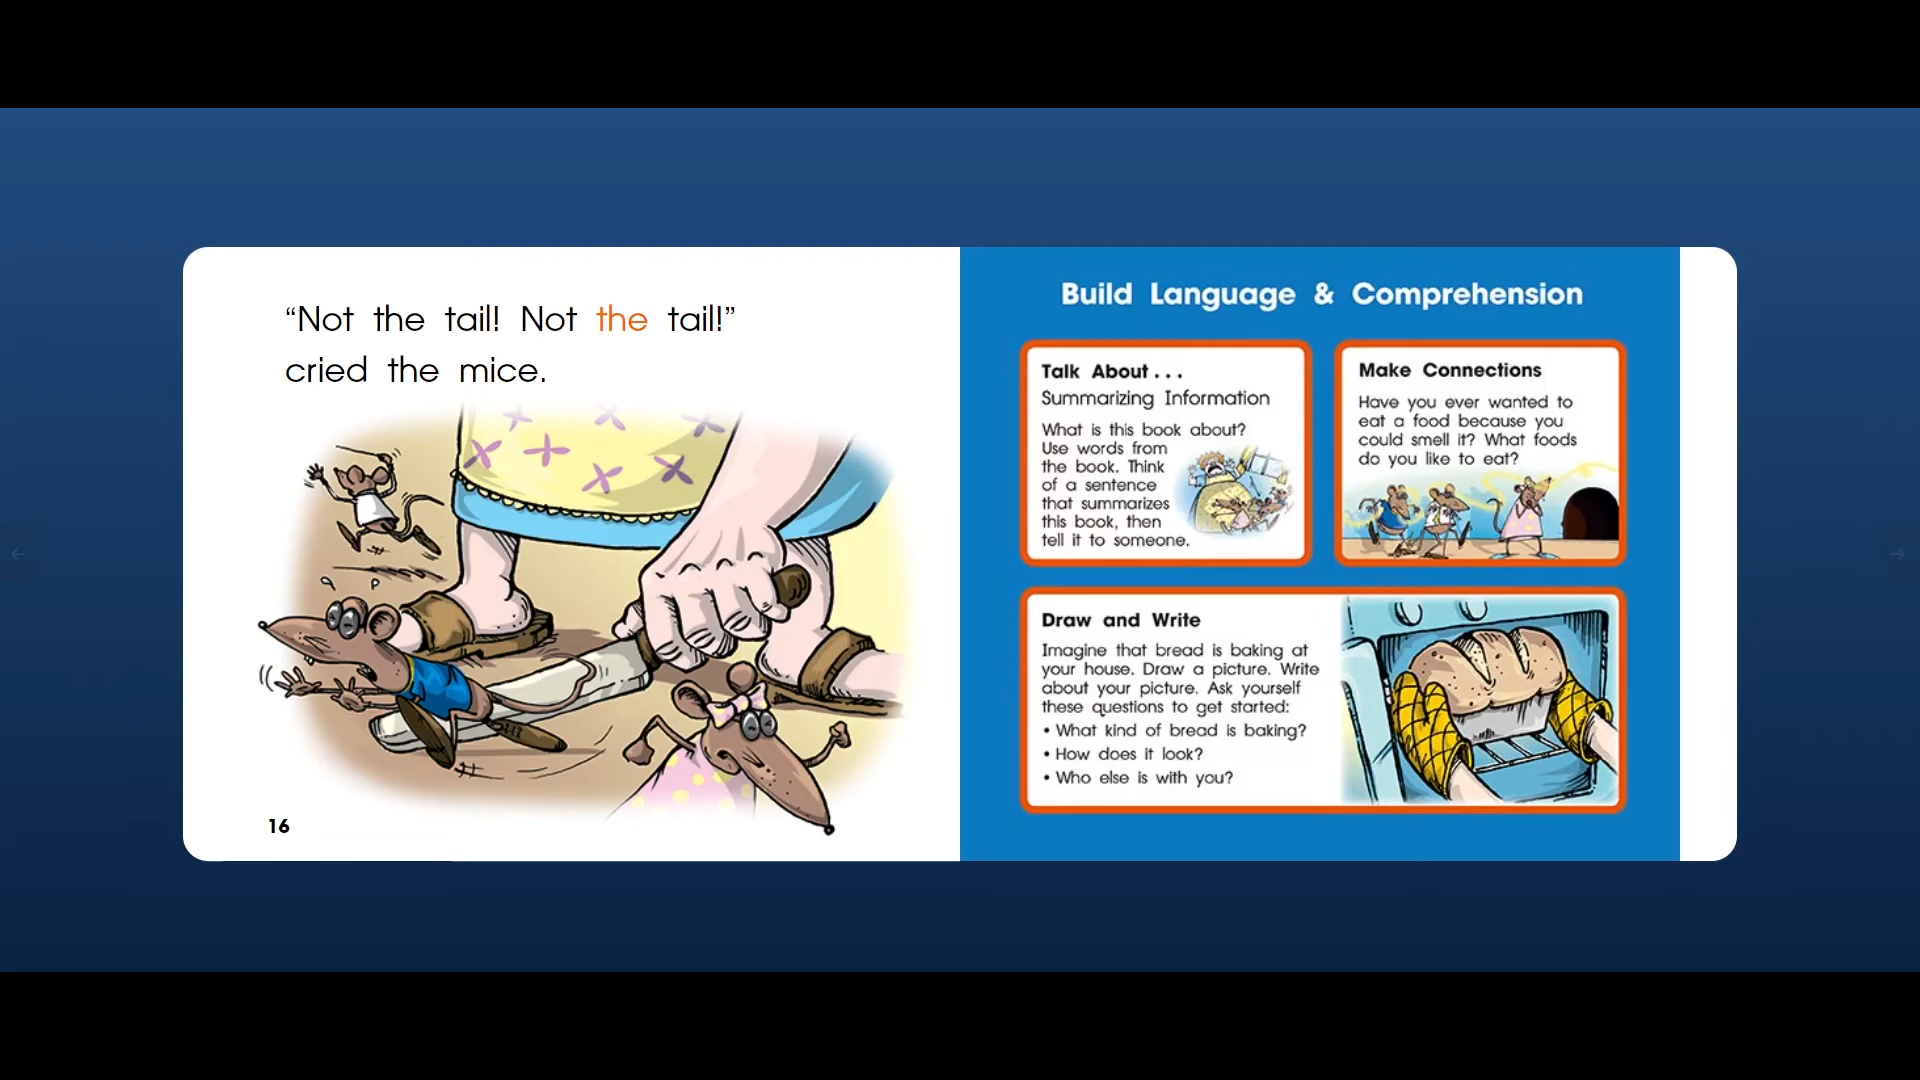 “Not the tail! Not the tail!”
cried the mice.
16
Build Language & Comprehension
Talk About . . .
Summarizing Information
What is this book about?
Use words from
the book. Think
of a sentence
that summarizes
this book, then
tell it to someone.
Make Connections
Have you ever wanted to
eat a food because you
could smell it? What foods
do you like to eat?
Draw and Write
Imagine that bread is baking at
your house. Draw a picture. Write
about your picture. Ask yourself
these questions to get started:
• What kind of bread is baking?
• How does it look?
• Who else is with you?